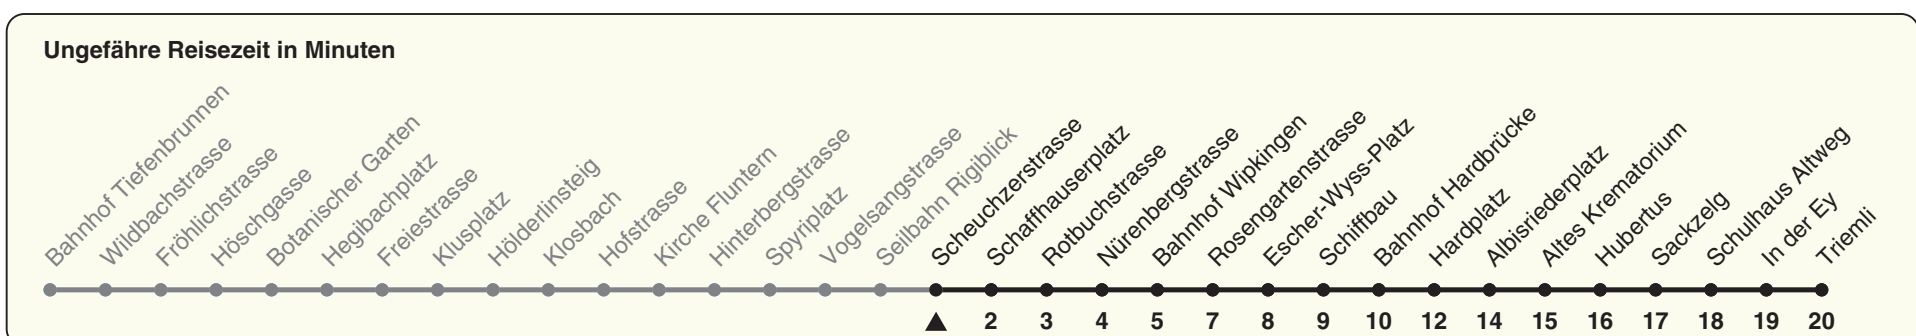 Ungefähre Reisezeit in Minuten
Bahnhof Tiefenbrunnen
Wildbachstrasse
Fröhlichstrasse
Höschgasse
Botanischer Garten
Hegibachplatz
Freiestrasse
Klusplatz
Hölderlinsteig
Klosbach
Hofstrasse
Kirche Fluntern
Hinterbergstrasse
Spyriplatz
Vogelsangstrasse
Seilbahn Rigiblick
Scheuchzerstrasse
Schaffhauserplatz
Rotbuchstrasse
Nürenbergstrasse
Bahnhof Wipkingen
Rosengartenstrasse
Escher-Wyss-Platz
Schiffbau
Bahnhof Hardbrücke
Hardplatz
Albisriederplatz
Altes Krematorium
Hubertus
Sackzelg
Schulhaus Altweg
In der Ey
Triemli
2 3 4 5 7 8 9 10 12 14 15 16 17 18 19 20